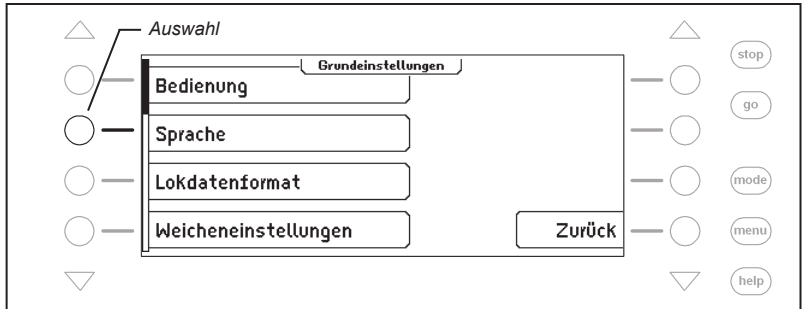 Auswahl
Grundeinstellungen
Bedienung
Sprache
Lokdatenformat
Weicheneinstellungen
Zurück
stop
go
mode
menu
help